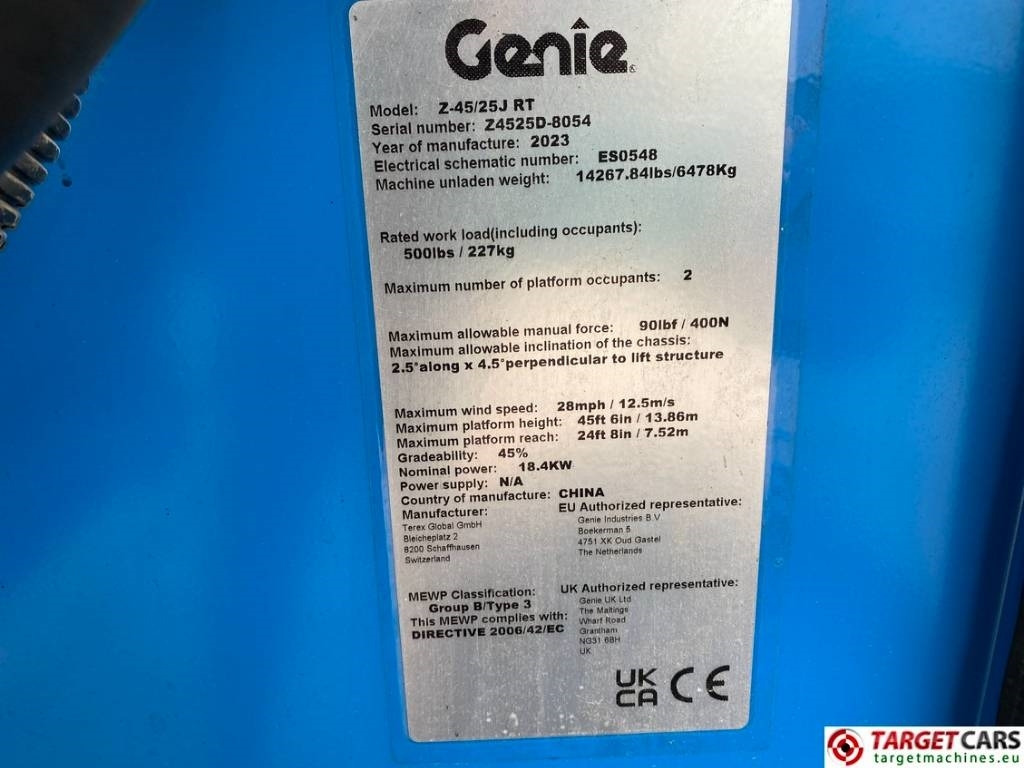 Genie
Model: Z-45/25J RT
Serial number: Z4525D-8054
Year of manufacture: 2023
Electrical schematic number: ES0548
Machine unladen weight: 14267.84lbs/6478Kg
Rated work load(including occupants):
500lbs / 227kg
Maximum number of platform occupants: 2
Maximum allowable manual force: 90lbf / 400N
Maximum allowable inclination of the chassis:
2.5°along x 4.5°perpendicular to lift structure
Maximum wind speed: 28mph / 12.5m/s
Maximum platform height: 45ft 6in / 13.86m
Maximum platform reach: 24ft 8in / 7.52m
Gradeability: 45%
Nominal power: 18.4KW
Power supply: N/A
Country of manufacture: CHINA
Manufacturer:
Terex Global GmbH
Bleicheplatz 2
8200 Schaffhausen
Switzerland
EU Authorized representative:
Genie Industries B.V
Boekerman 5
4751 XK Oud Gastel
The Netherlands
MEWP Classification:
Group B/Type 3
This MEWP complies with:
DIRECTIVE 2006/42/EC
UK Authorized representative:
Genie UK Ltd
The Maltings
Wharf Road
Grantham
NG31 6BH
UK
UK
CA CE
TARGETCARS
targetmachines.eu